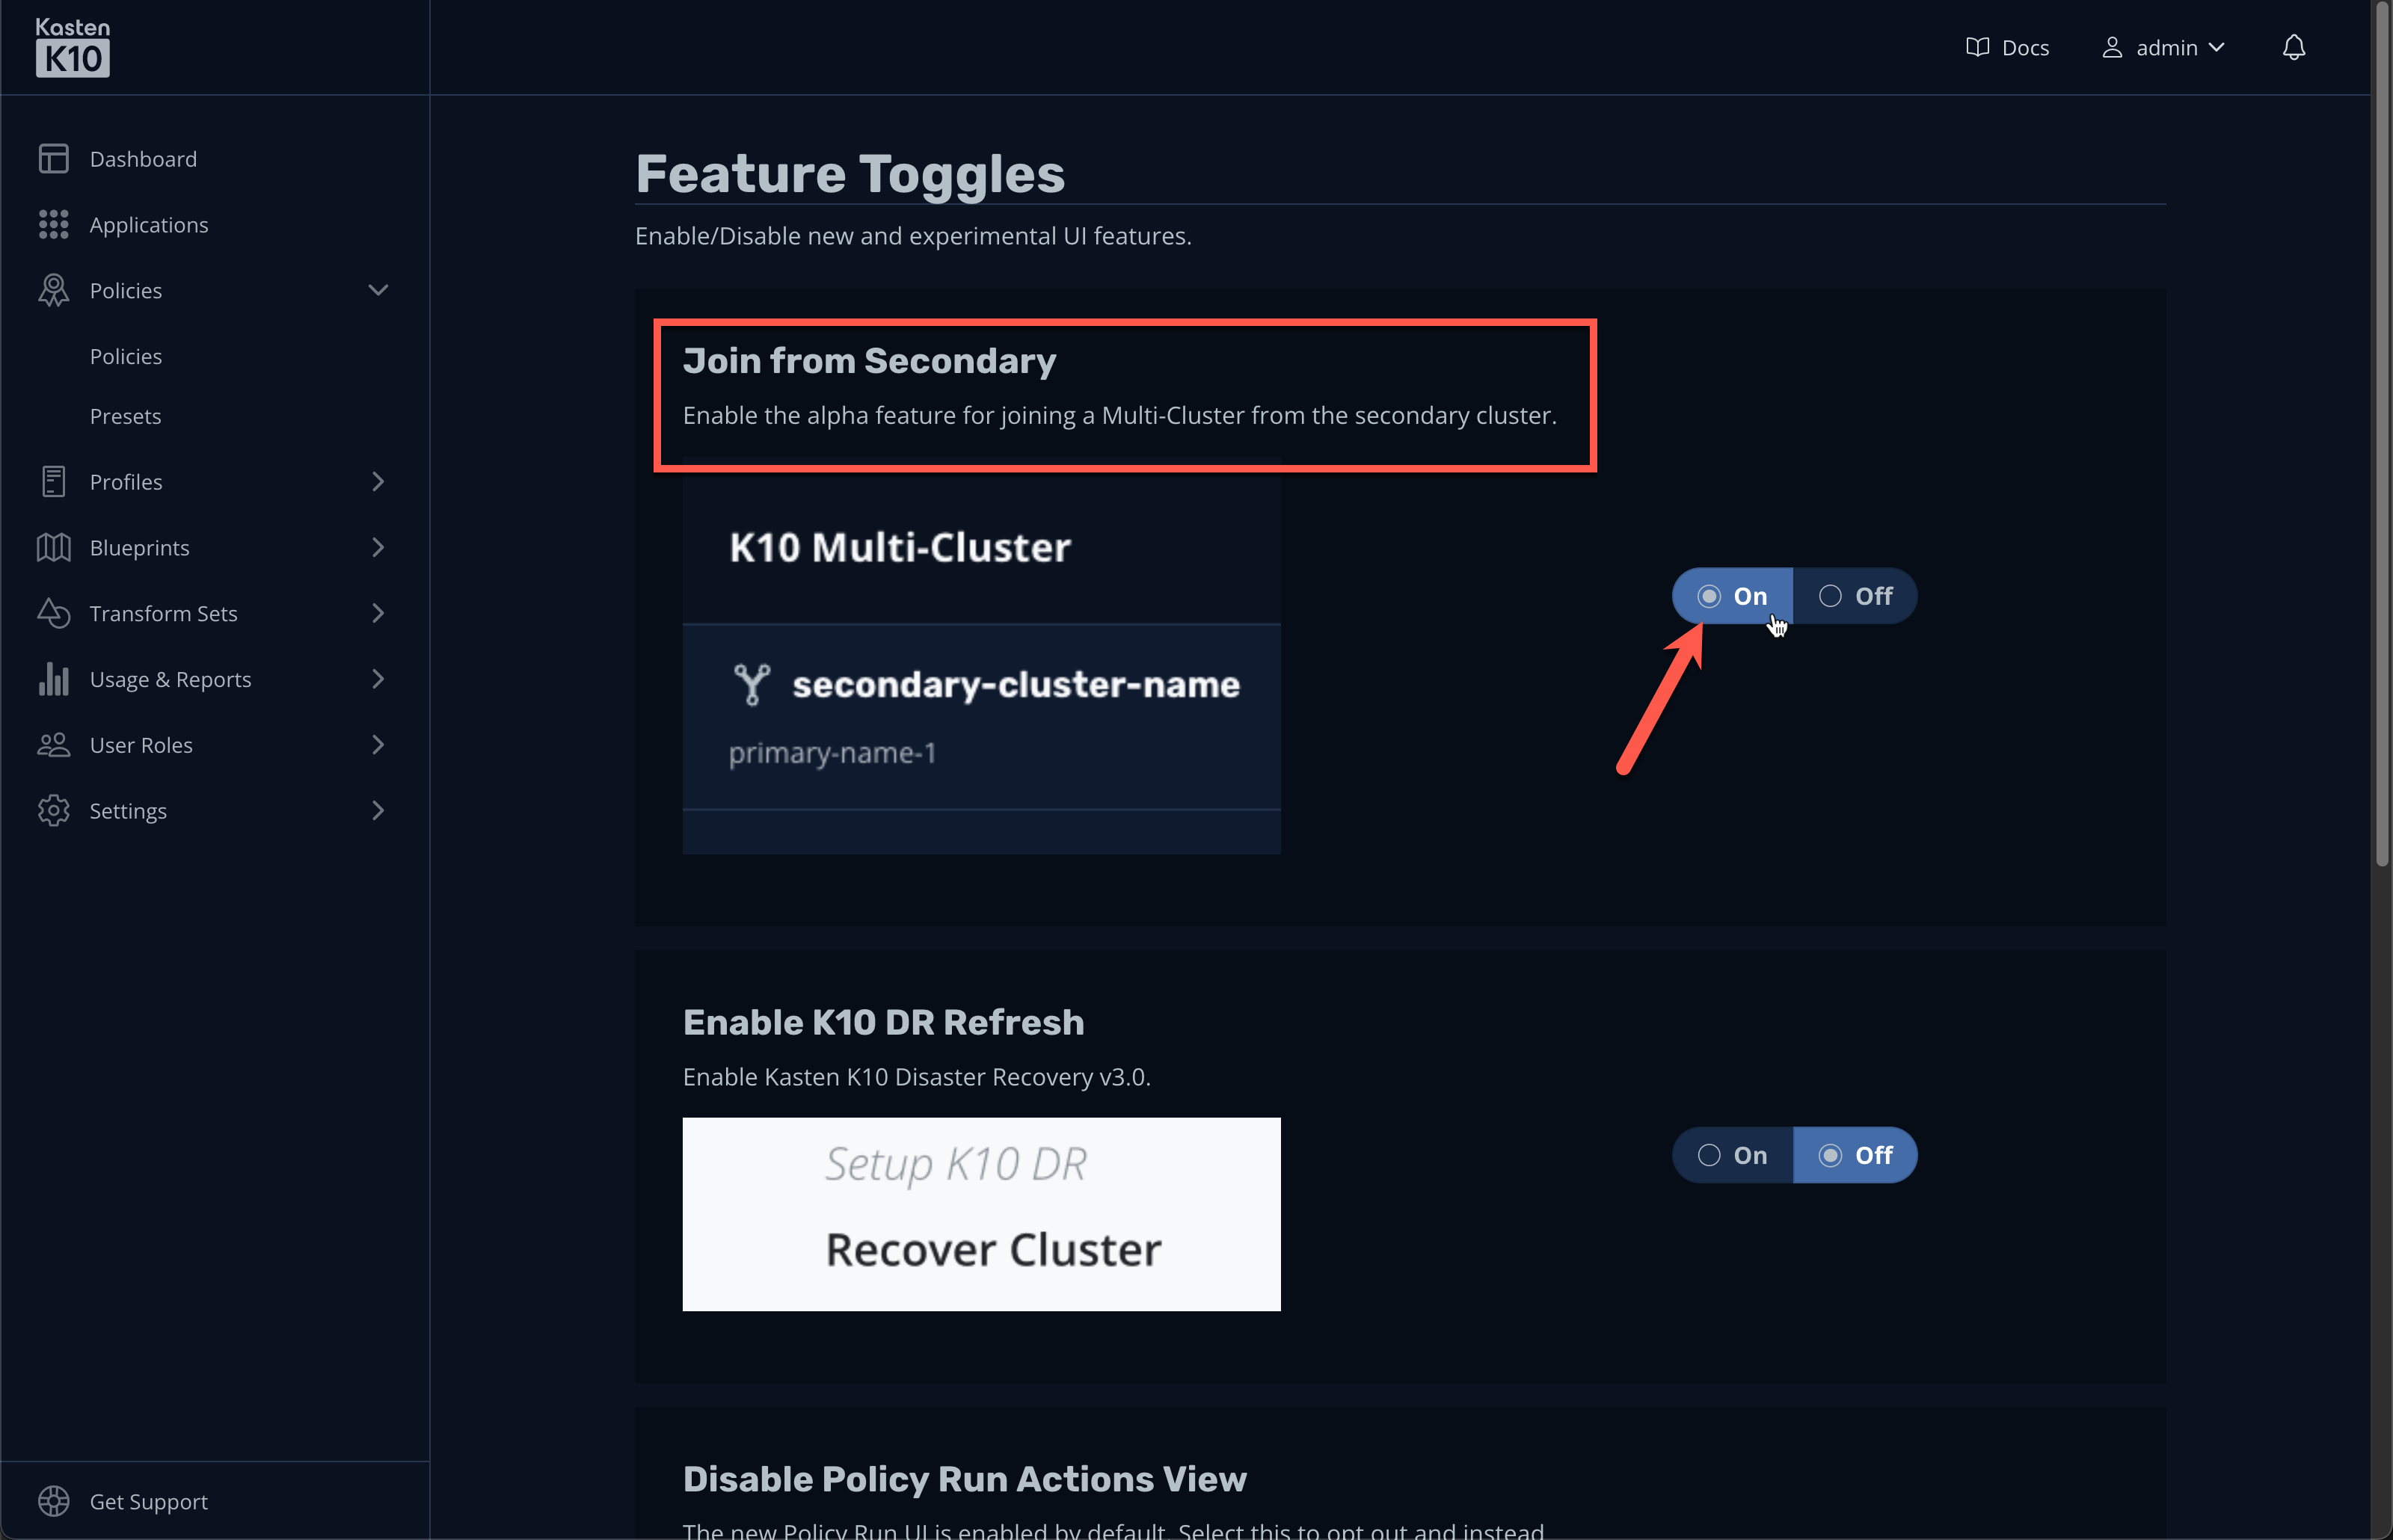 Kasten
K10
Docs
admin
Dashboard
Applications
Policies
Policies
Presets
Profiles
Blueprints
Transform Sets
Usage & Reports
User Roles
Settings
Get Support
Feature Toggles
Enable/Disable new and experimental UI features.
Join from Secondary
Enable the alpha feature for joining a Multi-Cluster from the secondary cluster.
K10 Multi-Cluster
secondary-cluster-name
primary-name-1
On Off
Enable K10 DR Refresh
Enable Kasten K10 Disaster Recovery v3.0.
Setup K10 DR
Recover Cluster
On Off
Disable Policy Run Actions View
The new Policy Run UI is enabled by default. Select this to opt out and instead